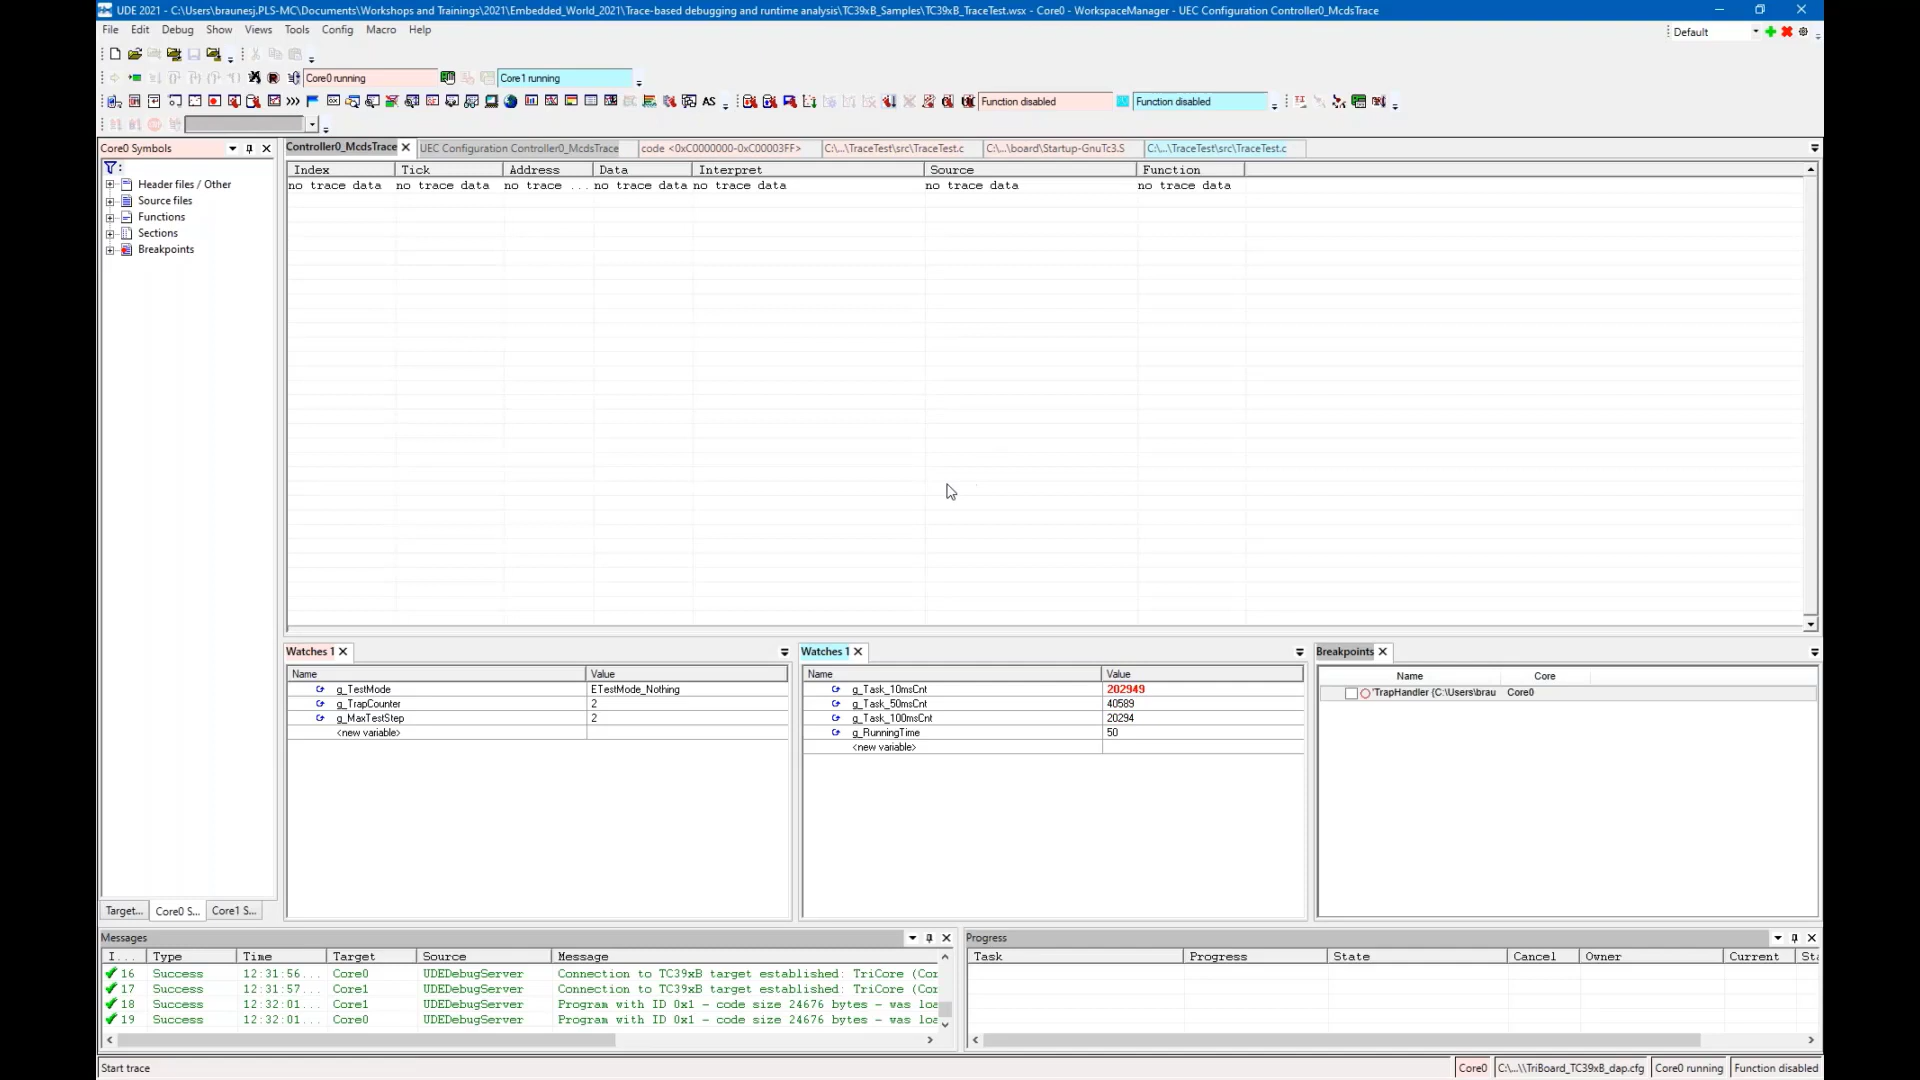 UDE 2021 - C:\Users\braunesj.PLS-MC\Documents\Workshops and Trainings\2021\Embedded_World_2021\Trace-based debugging and runtime analysis\TC39xB_Samples\TC39xB_TraceTest.wsx - Core0 - WorkspaceManager - UEC Configuration Controller0_McdsTrace
File Edit Debug Show Views Tools Config Macro Help
Default
Core0 running
Core1 running
AS
Function disabled
Function disabled
Core0 Symbols
Controller0_McdsTrace
UEC Configuration Controller0_McdsTrace
code <0xC0000000-0xC00003FF>
C:\...\TraceTest\src\TraceTest.c
C:\...\board\Startup-GnuTc3.S
C:\...\TraceTest\src\TraceTest.c
Index Tick Address Data Interpret Source Function
no trace data no trace data no trace ... no trace data no trace data no trace data no trace data
Header files / Other
Source files
Functions
Sections
Breakpoints
Target... Core0 S... Core1 S...
Watches 1
Name Value
g_TestMode ETestMode_Nothing
g_TrapCounter 2
g_MaxTestStep 2
<new variable>
Watches 1
Name Value
g_Task_10msCnt 202949
g_Task_50msCnt 40589
g_Task_100msCnt 20294
g_RunningTime 50
<new variable>
Breakpoints
Name Core
'TrapHandler {C:\Users\brau Core0
Messages
I... Type Time Target Source Message
16 Success 12:31:56... Core0 UDEDebugServer Connection to TC39xB target established: TriCore (Cor
17 Success 12:31:57... Core1 UDEDebugServer Connection to TC39xB target established: TriCore (Cor
18 Success 12:32:01... Core1 UDEDebugServer Program with ID 0x1 - code size 24676 bytes - was loa
19 Success 12:32:01... Core0 UDEDebugServer Program with ID 0x1 - code size 24676 bytes - was loa
Progress
Task Progress State Cancel Owner Current Sta
Start trace
Core0 C:\...\\TriBoard_TC39xB_dap.cfg Core0 running Function disabled